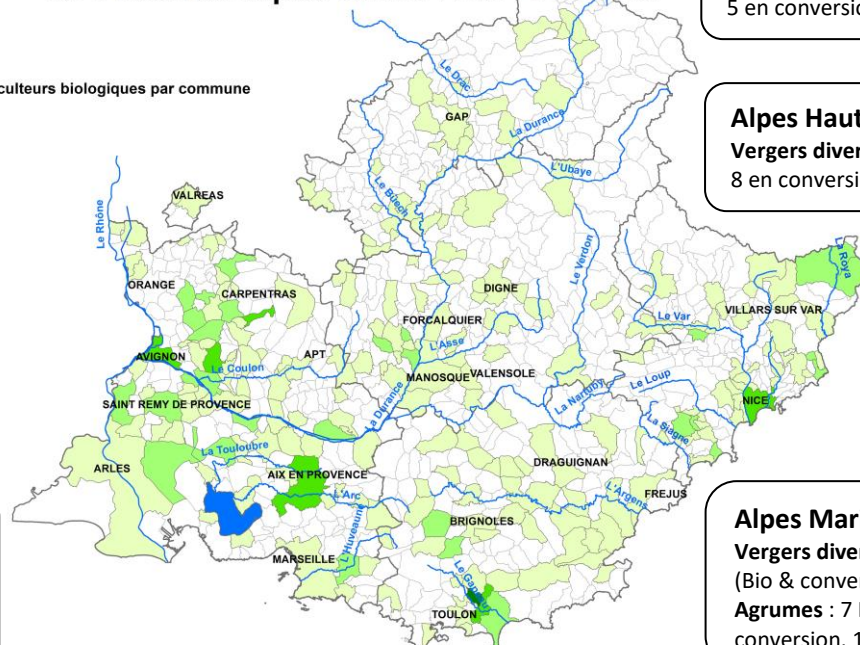 5 en conversio
culteurs biologiques par commune
Alpes Haut
Vergers diver
8 en conversi
Le Drac
GAP
La Durance
L'Ubaye
Le Buëch
VALREAS
Le Rhône
Le Verdon
La Roya
ORANGE
CARPENTRAS
DIGNE
VILLARS SUR VAR
FORCALQUIER
Le Var
L'Asse
AVIGNON
APT
Le Coulon
MANOSQUE
VALENSOLE
La Nartuby
Le Loup
SAINT REMY DE PROVENCE
La Durance
NICE
La Siagne
La Touloubre
ARLES
AIX EN PROVENCE
DRAGUIGNAN
L'Arc
L'Argens
FREJUS
BRIGNOLES
L'Huveaune
MARSEILLE
Le Gapeau
TOULON
Alpes Mar
Vergers diver
(Bio & conver
Agrumes : 7
conversion, 1